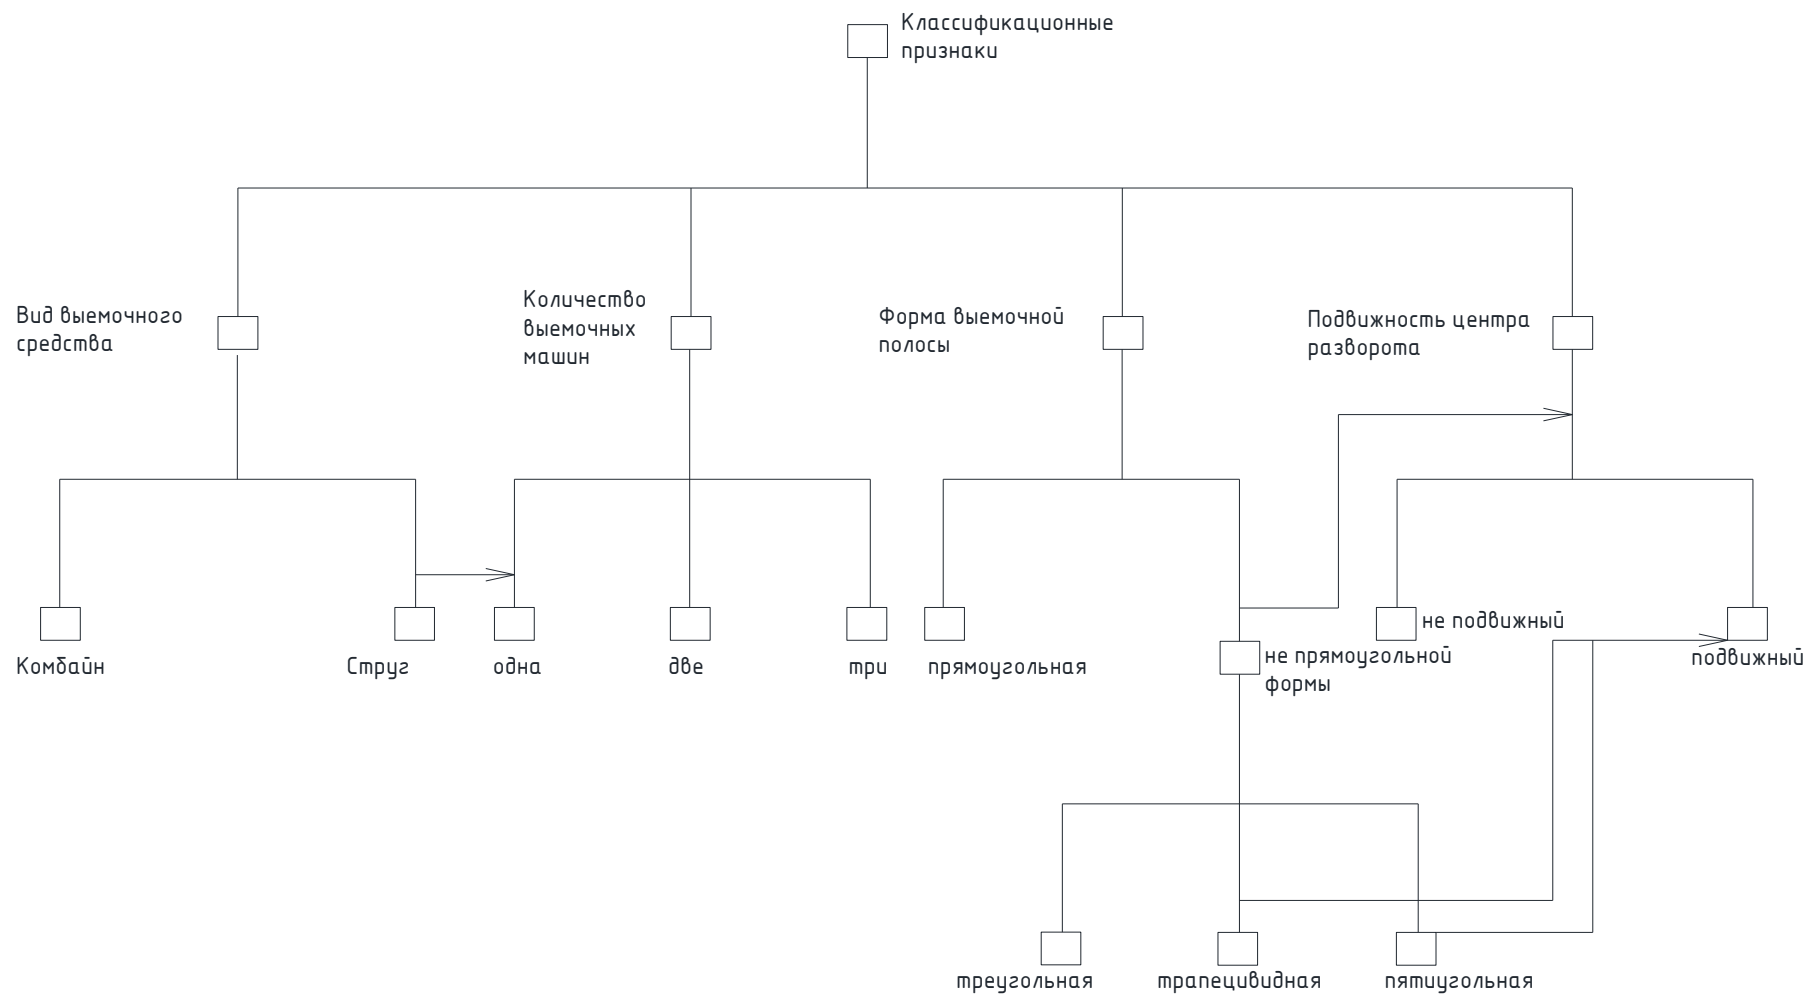 Классификационные
признаки
Вид выемочного
средства
Количество
выемочных
машин
Форма выемочной
полосы
Подвижность центра
разворота
Комбайн
Струг
одна
две
три
прямоугольная
не прямоугольной
формы
не подвижный
подвижный
треугольная
трапецивидная
пятиугольная